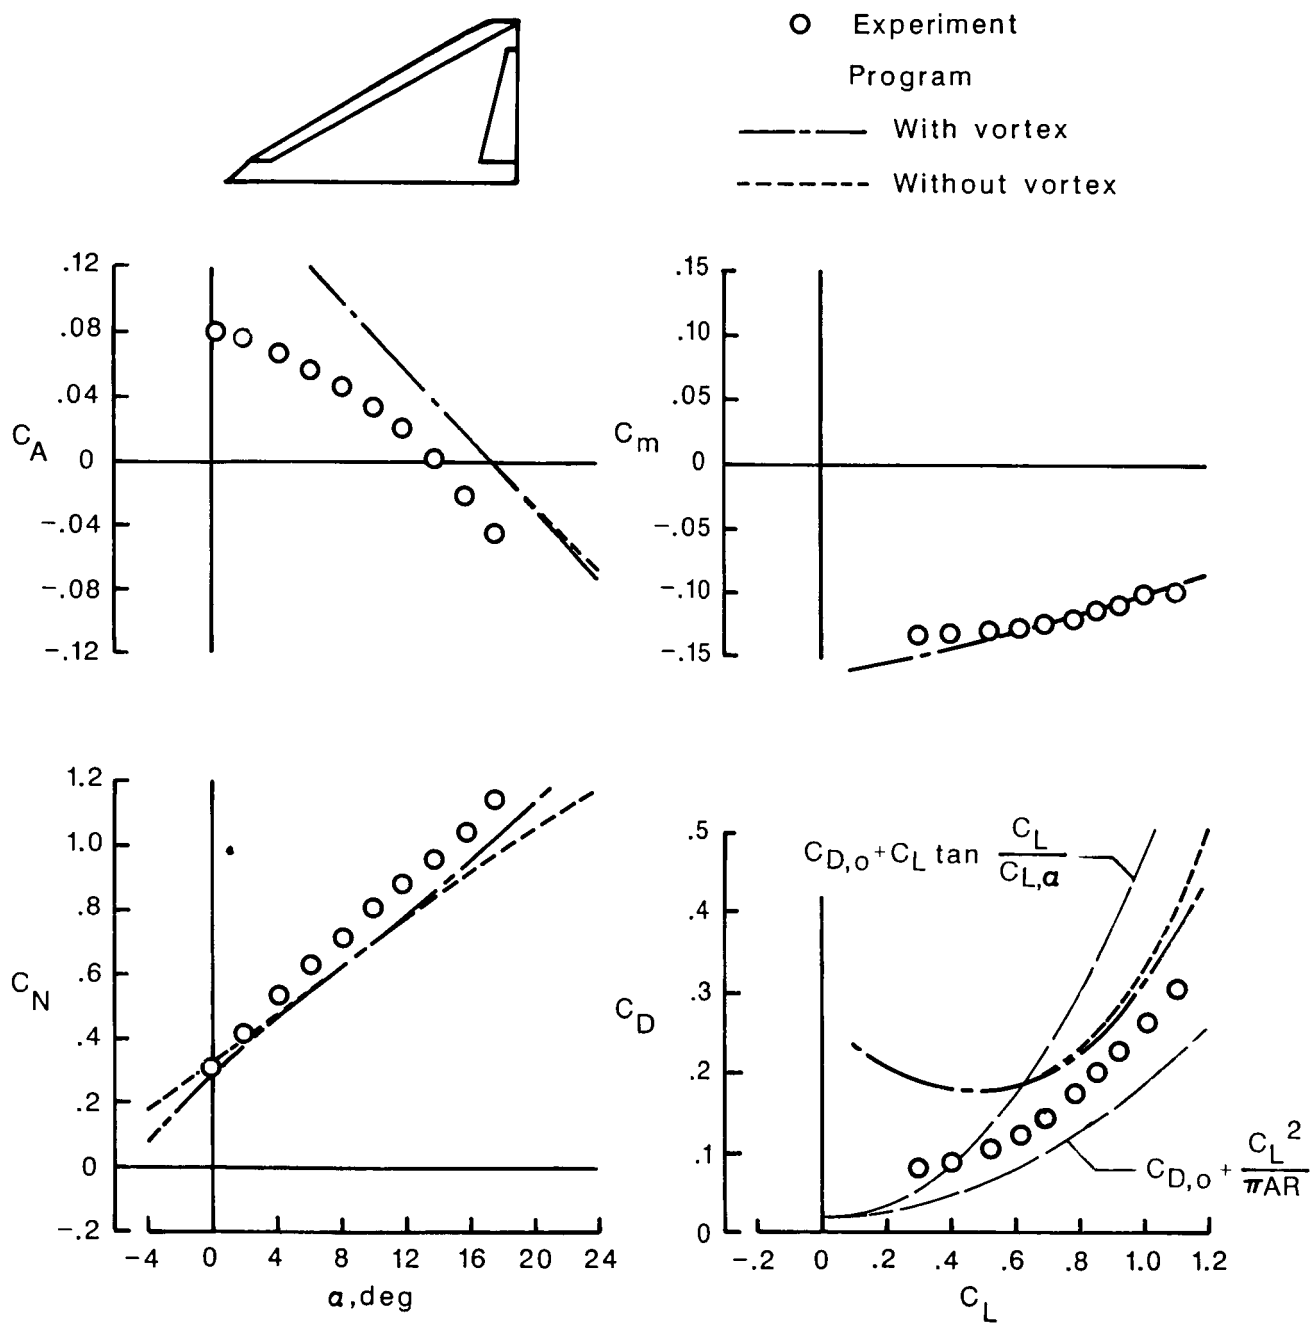 Experiment
Program
With vortex
Without vortex
.12
.08
.04
0
-.04
-.08
-.12
C_A
.15
.10
.05
0
-.05
-.10
-.15
C_m
1.2
1.0
.8
.6
.4
.2
0
-.2
C_N
-4 0 4 8 12 16 20 24
α,deg
.5
.4
.3
.2
.1
0
C_D
C_D,o + C_L tan C_L / C_L,α
C_D,o + C_L^2 / πAR
-.2 0 .2 .4 .6 .8 1.0 1.2
C_L